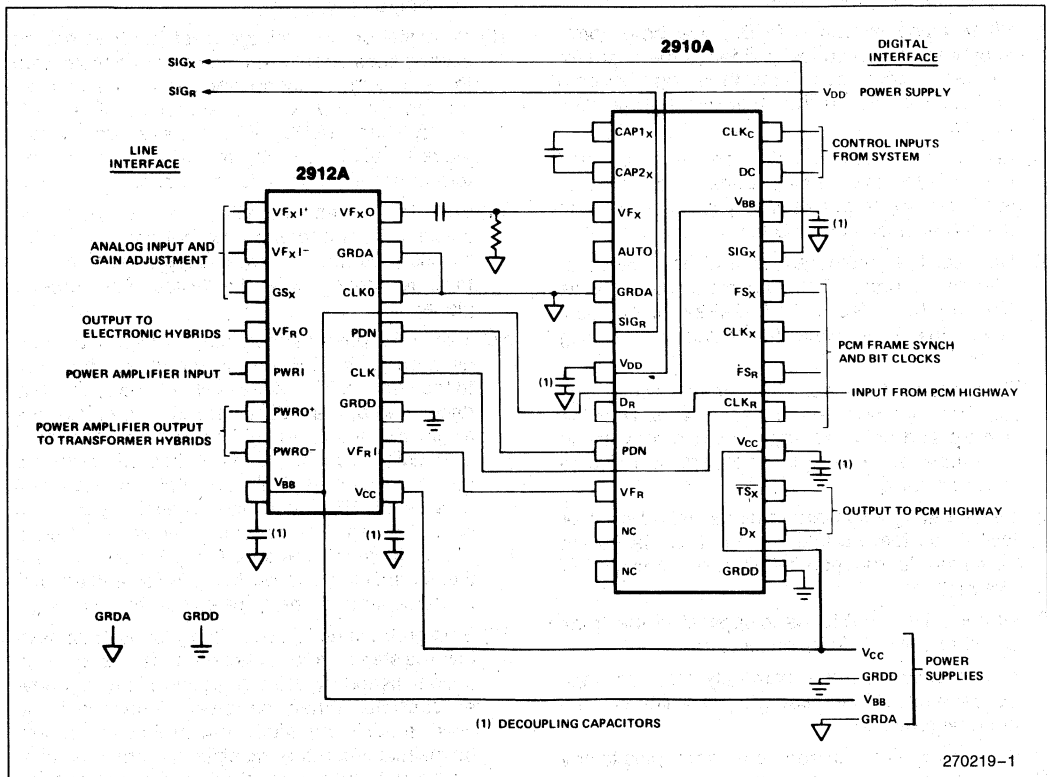 2910A
DIGITAL
INTERFACE
SIGX
SIGR
VDD POWER SUPPLY
LINE
INTERFACE
2912A
VFXI+
VFXI-
GSX
VFRO
PWRI
PWRO+
PWRO-
VBB
VFXO
GRDA
CLK0
PDN
CLK
GRDD
VFRI
VCC
ANALOG INPUT AND
GAIN ADJUSTMENT
OUTPUT TO
ELECTRONIC HYBRIDS
POWER AMPLIFIER INPUT
POWER AMPLIFIER OUTPUT
TO TRANSFORMER HYBRIDS
(1)
(1)
CAP1X
CAP2X
VFX
AUTO
GRDA
SIGR
VDD
DR
PDN
VFR
NC
NC
(1)
CLKC
DC
VBB
SIGX
FSX
CLKX
FSR
CLKR
VCC
TSX
DX
GRDD
CONTROL INPUTS
FROM SYSTEM
(1)
PCM FRAME SYNCH
AND BIT CLOCKS
INPUT FROM PCM HIGHWAY
(1)
OUTPUT TO PCM HIGHWAY
GRDA
GRDD
VCC
GRDD
VBB
GRDA
POWER
SUPPLIES
(1) DECOUPLING CAPACITORS
270219-1